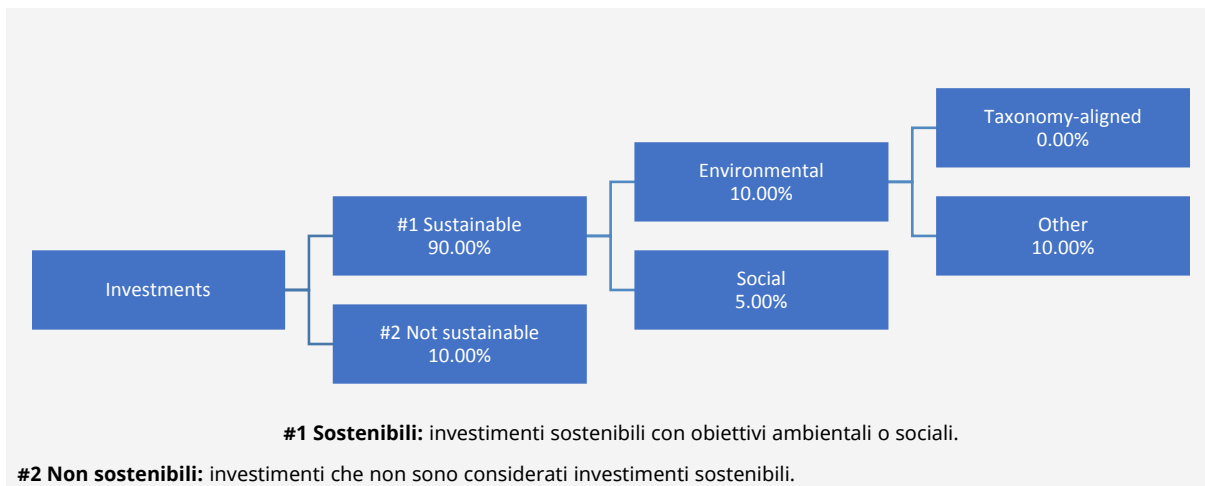 Taxonomy-aligned
0.00%
Environmental
10.00%
#1 Sustainable
90.00%
Other
10.00%
Investments
Social
5.00%
#2 Not sustainable
10.00%
#1 Sostenibili: investimenti sostenibili con obiettivi ambientali o sociali.
#2 Non sostenibili: investimenti che non sono considerati investimenti sostenibili.